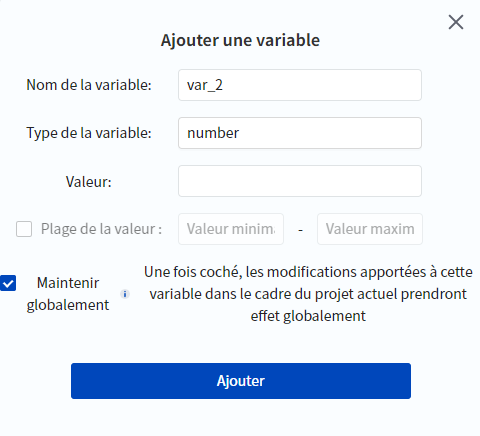 Ajouter une variable
Nom de la variable: var_2
Type de la variable: number
Valeur:
Plage de la valeur : Valeur minim - Valeur maxim
Maintenir globalement
Une fois coché, les modifications apportées à cette
variable dans le cadre du projet actuel prendront
effet globalement
Ajouter